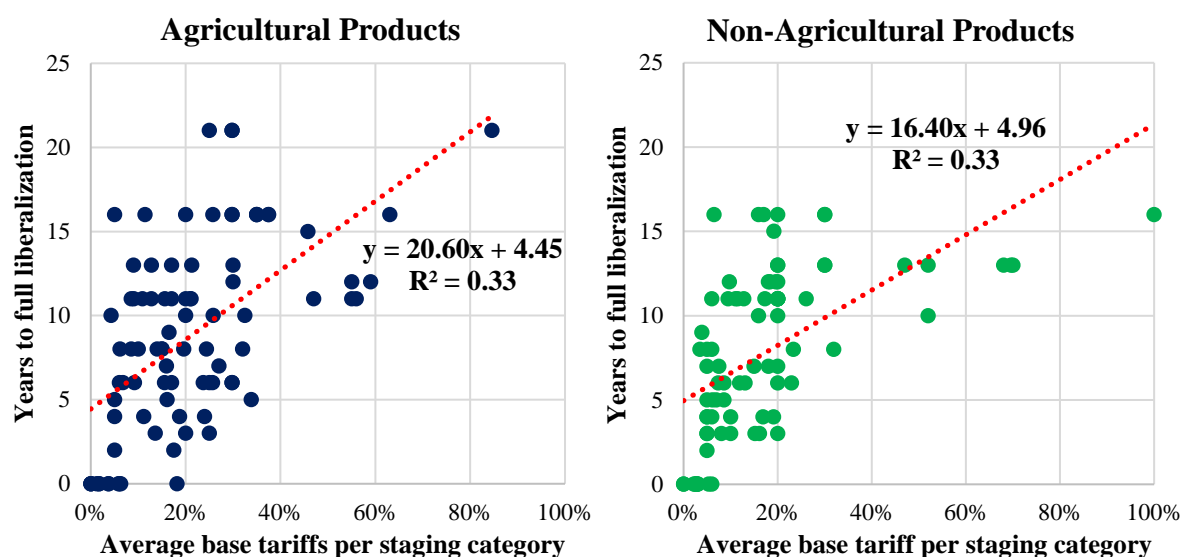 Agricultural Products
Years to full liberalization
25
20
15
10
5
0
y = 20.60x + 4.45
R² = 0.33
0% 20% 40% 60% 80% 100%
Average base tariffs per staging category
Non-Agricultural Products
Years to full liberalization
25
20
15
10
5
0
y = 16.40x + 4.96
R² = 0.33
0% 20% 40% 60% 80% 100%
Average base tariff per staging category